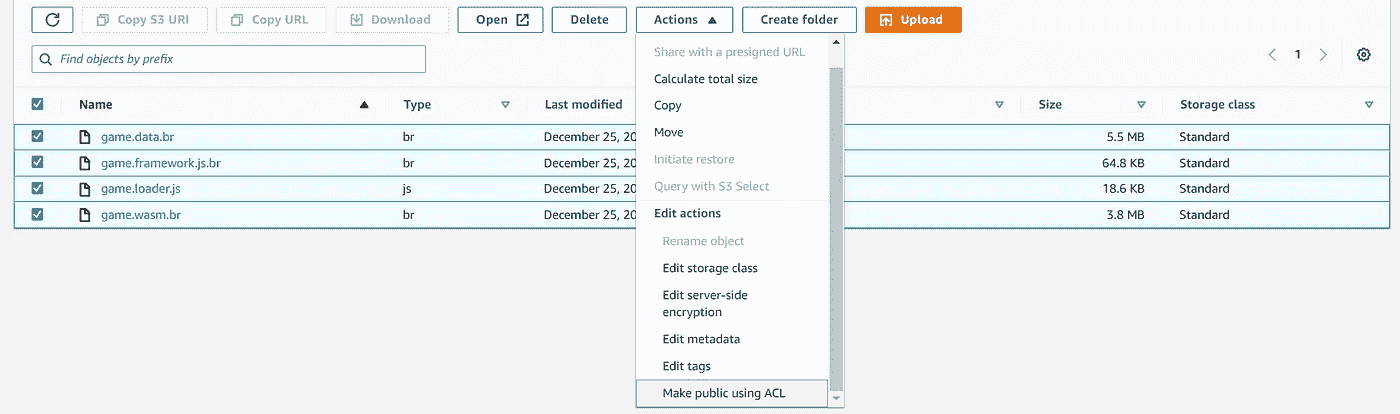 Copy S3 URI Copy URL Download Open Delete Actions Create folder Upload
Find objects by prefix
1
Share with a presigned URL
Calculate total size
Copy
Move
Initiate restore
Query with S3 Select
Edit actions
Rename object
Edit storage class
Edit server-side
encryption
Edit metadata
Edit tags
Make public using ACL
Name Type Last modified Size Storage class
game.data.br br December 25, 20 5.5 MB Standard
game.framework.js.br br December 25, 20 64.8 KB Standard
game.loader.js js December 25, 20 18.6 KB Standard
game.wasm.br br December 25, 20 3.8 MB Standard